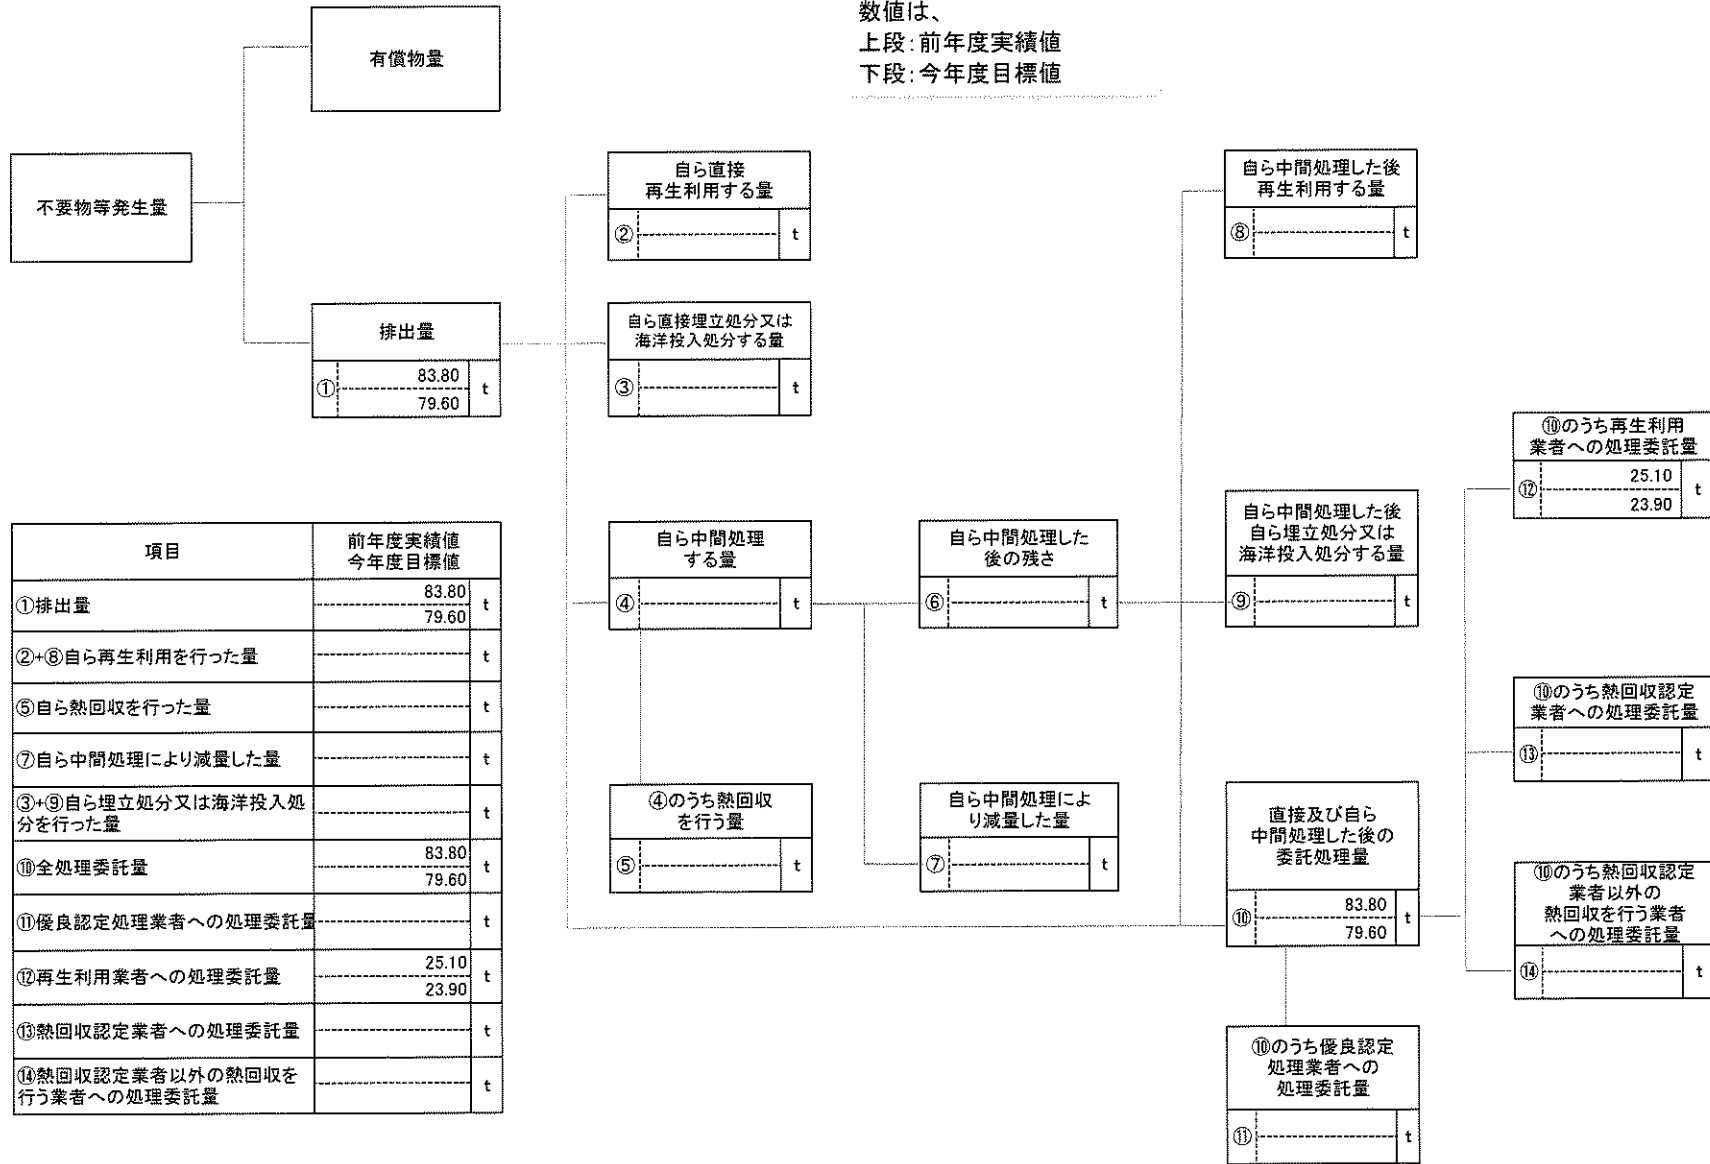 数値は、
上段：前年度実績値
下段：今年度目標値
有償物量
不要物等発生量
排出量
① 83.80 t
79.60
自ら直接
再生利用する量
② t
自ら直接埋立処分又は
海洋投入処分する量
③ t
自ら中間処理
する量
④ t
④のうち熱回収
を行う量
⑤ t
自ら中間処理した
後の残さ
⑥ t
自ら中間処理によ
り減量した量
⑦ t
自ら中間処理した後
再生利用する量
⑧ t
自ら中間処理した後
自ら埋立処分又は
海洋投入処分する量
⑨ t
直接及び自ら
中間処理した後の
委託処理量
⑩ 83.80 t
79.60
⑩のうち優良認定
処理業者への
処理委託量
⑪ t
⑩のうち再生利用
業者への処理委託量
⑫ 25.10 t
23.90
⑩のうち熱回収認定
業者への処理委託量
⑬ t
⑩のうち熱回収認定
業者以外の
熱回収を行う業者
への処理委託量
⑭ t
項目 前年度実績値
今年度目標値
①排出量 83.80 t
79.60
②+⑧自ら再生利用を行った量 t
⑤自ら熱回収を行った量 t
⑦自ら中間処理により減量した量 t
③+⑨自ら埋立処分又は海洋投入処
分を行った量 t
⑩全処理委託量 83.80 t
79.60
⑪優良認定処理業者への処理委託量 t
⑫再生利用業者への処理委託量 25.10 t
23.90
⑬熱回収認定業者への処理委託量 t
⑭熱回収認定業者以外の熱回収を
行う業者への処理委託量 t